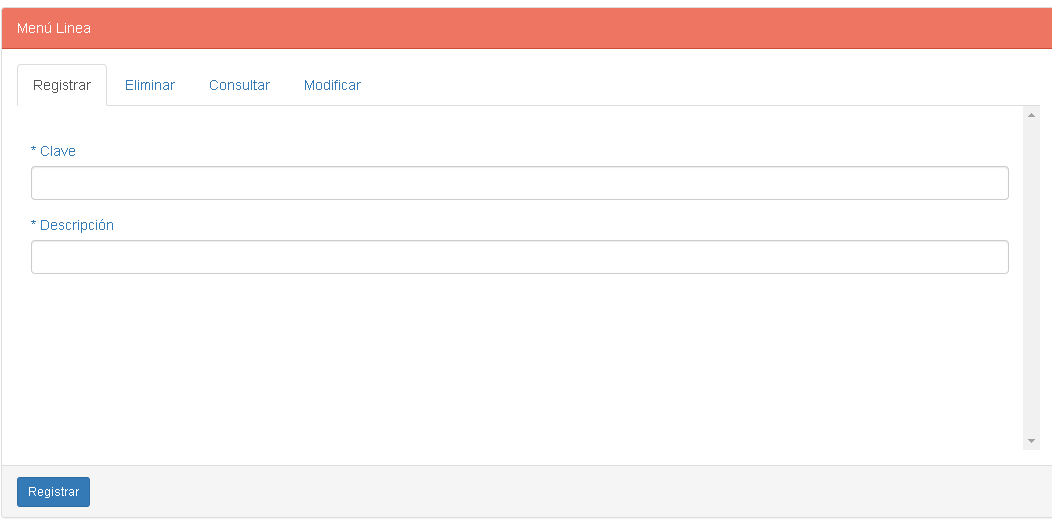 Menú Linea
Registrar Eliminar Consultar Modificar
* Clave
* Descripción
Registrar